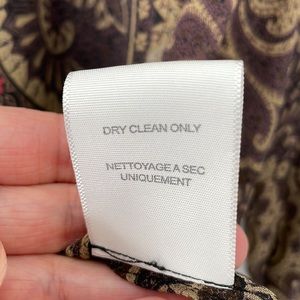 DRY CLEAN ONLY
NETTOYAGE A SEC
UNIQUEMENT